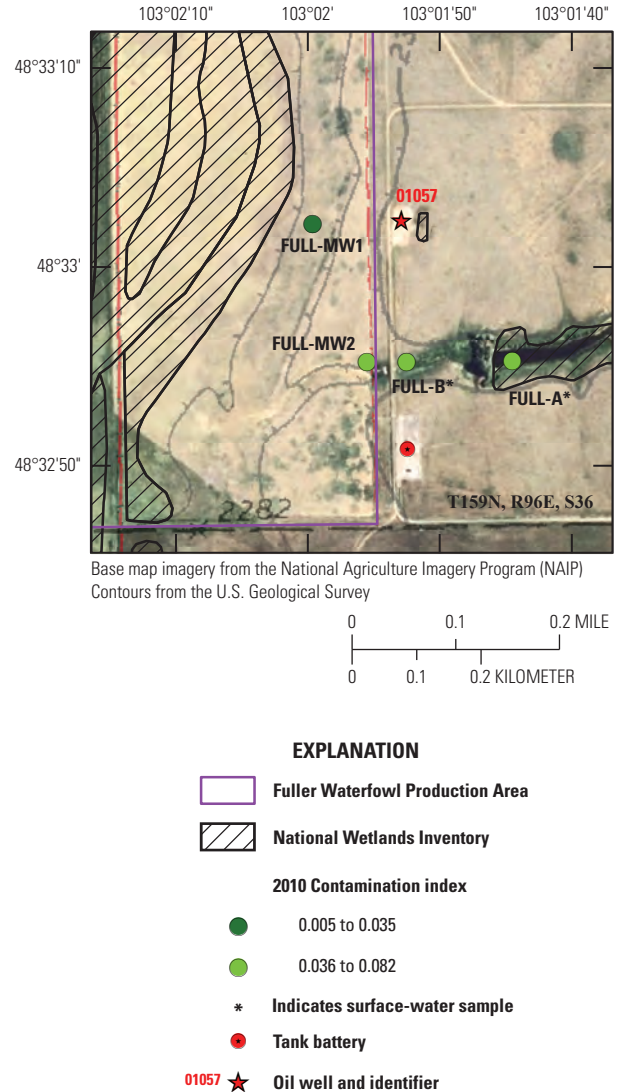 103°02'10" 103°02' 103°01'50" 103°01'40"
48°33'10"
01057
FULL-MW1
48°33'
FULL-MW2
FULL-B*
FULL-A*
48°32'50"
T159N, R96E, S36
2282
Base map imagery from the National Agriculture Imagery Program (NAIP)
Contours from the U.S. Geological Survey
0 0.1 0.2 MILE
0 0.1 0.2 KILOMETER
EXPLANATION
Fuller Waterfowl Production Area
National Wetlands Inventory
2010 Contamination index
0.005 to 0.035
0.036 to 0.082
* Indicates surface-water sample
Tank battery
01057 Oil well and identifier